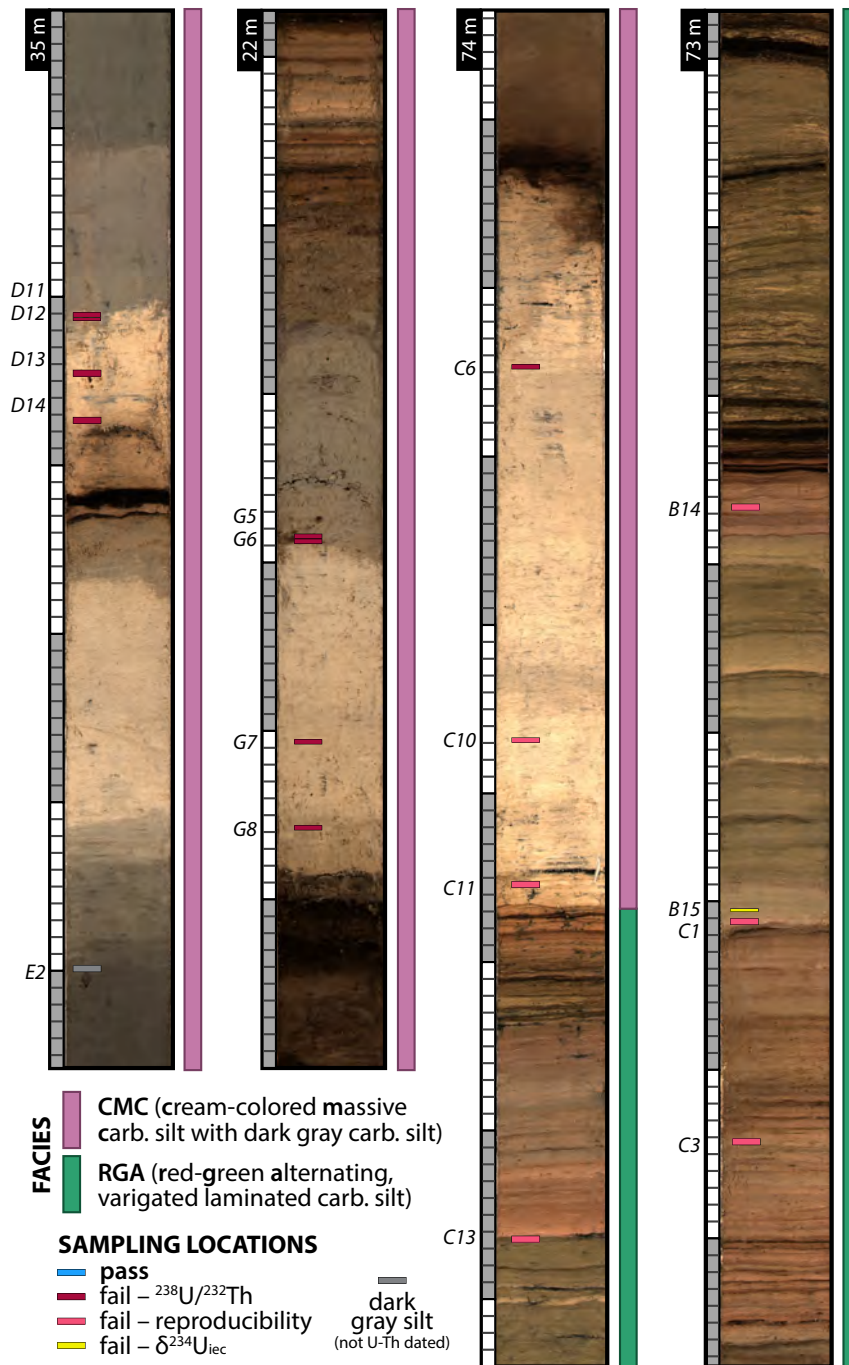 35 m
22 m
74 m
73 m
D11
D12
D13
D14
E2
G5
G6
G7
G8
C6
C10
C11
C13
B14
B15
C1
C3
FACIES
CMC (cream-colored massive
carb. silt with dark gray carb. silt)
RGA (red-green alternating,
varigated laminated carb. silt)
SAMPLING LOCATIONS
pass
fail – ²³⁸U/²³²Th
fail – reproducibility
fail – δ²³⁴Uiec
dark
gray silt
(not U-Th dated)